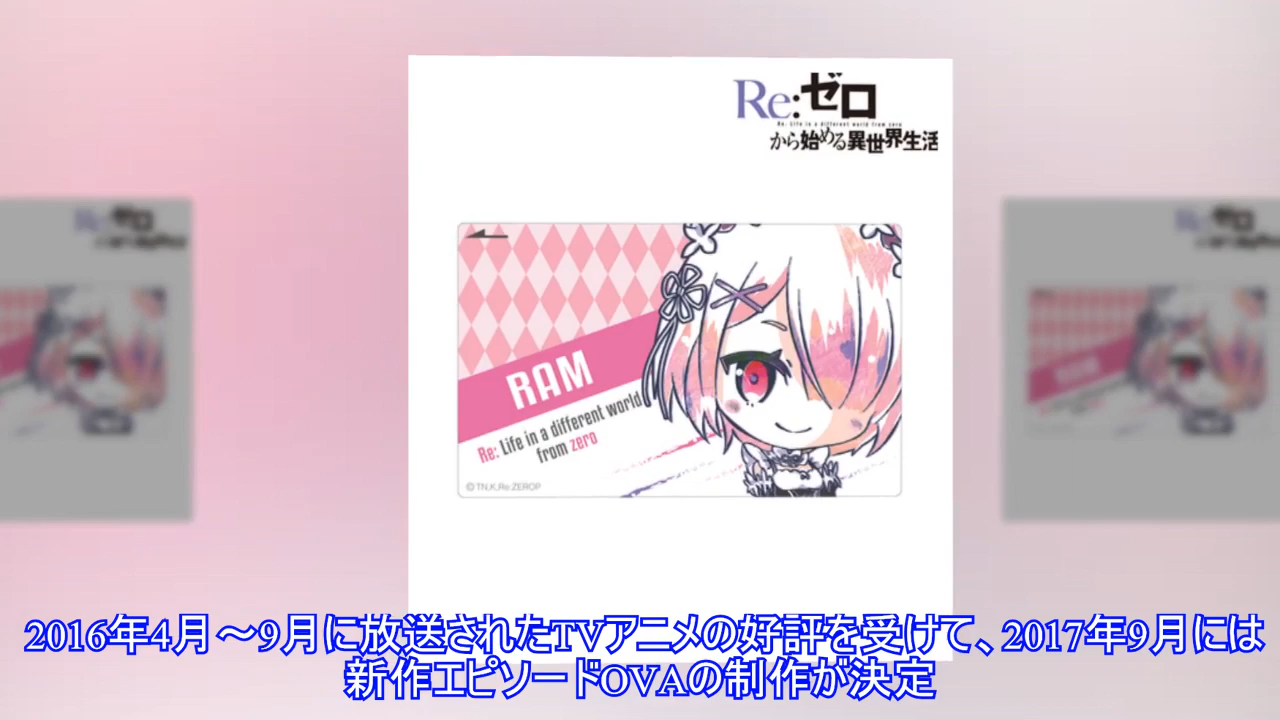 Re:ゼロ
Re: Life in a different world from zero
から始める異世界生活
RAM
Re: Life in a different world
from zero
©TN,K,Re:ZEROP
2016年4月～9月に放送されたTVアニメの好評を受けて、2017年9月には
新作エピソードOVAの制作が決定